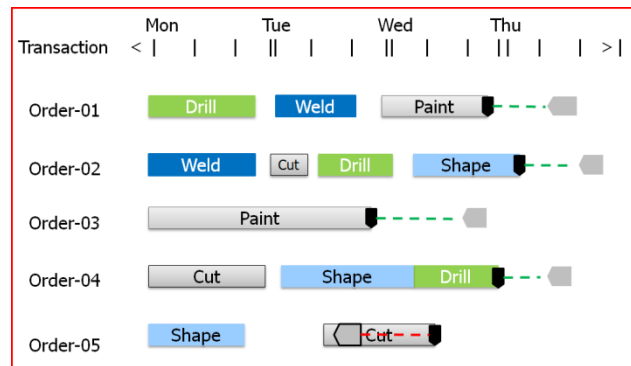 Mon Tue Wed Thu
Transaction < | | | || | | || | | || | | > |
Order-01 Drill Weld Paint
Order-02 Weld Cut Drill Shape
Order-03 Paint
Order-04 Cut Shape Drill
Order-05 Shape Cut